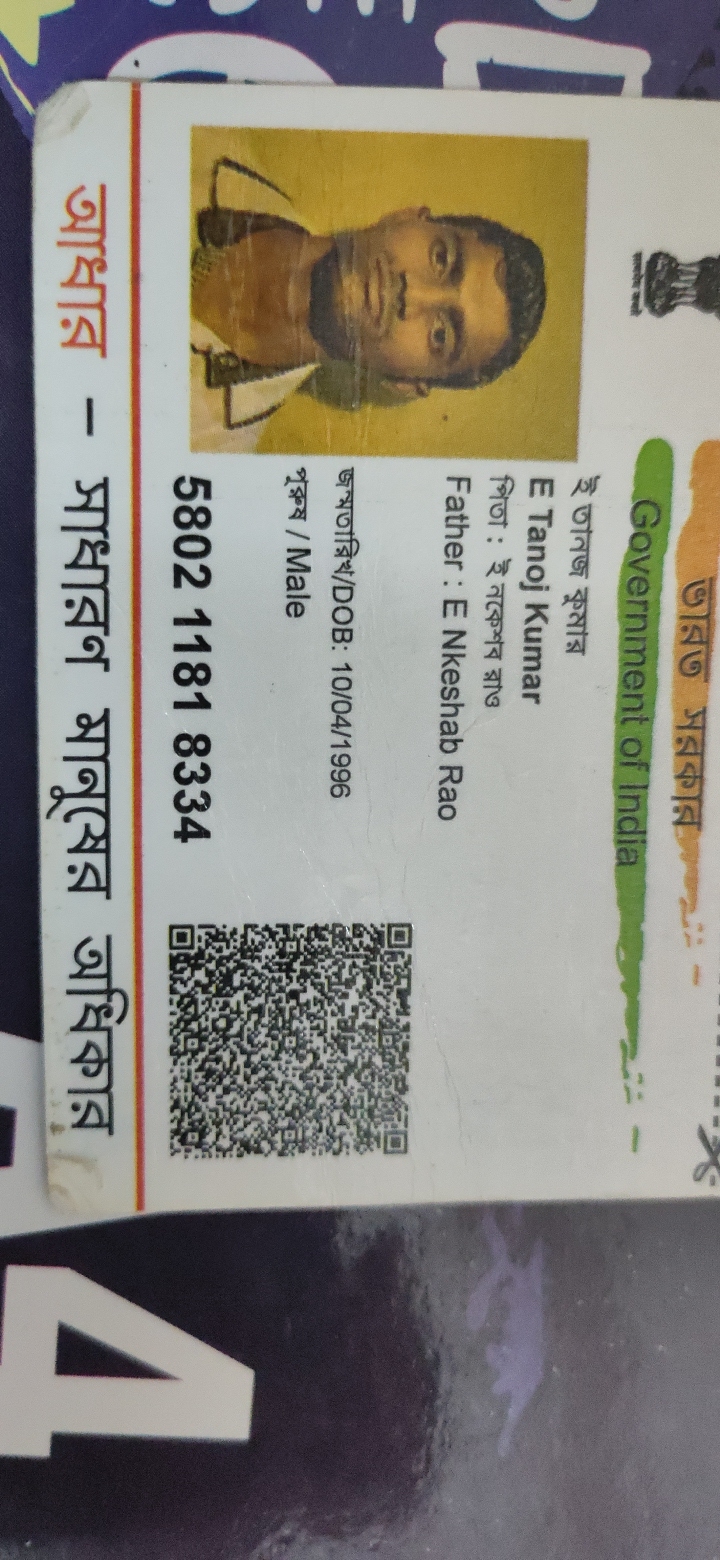 ভারত সরকার
Government of India
ই তানজ কুমার
E Tanoj Kumar
পিতা : ই নকেশব রাও
Father : E Nkeshab Rao
জন্মতারিখ/DOB: 10/04/1996
পুরুষ / Male
5802 1181 8334
আধার – সাধারণ মানুষের অধিকার
4